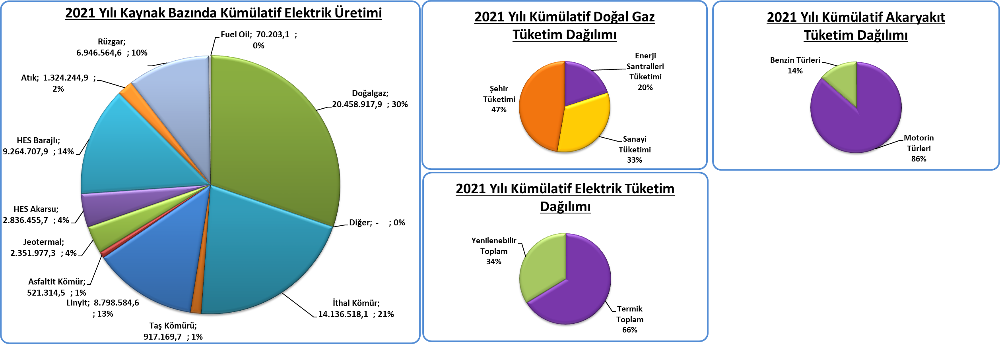 2021 Yılı Kaynak Bazında Kümülatif Elektrik Üretimi
Fuel Oil; 70.203,1 ;
0%
Doğalgaz;
20.458.917,9 ; 30%
Diğer; - ; 0%
İthal Kömür;
14.136.518,1 ; 21%
Taş Kömürü;
917.169,7 ; 1%
Linyit; 8.798.584,6
; 13%
Asfaltit Kömür;
521.314,5 ; 1%
Jeotermal;
2.351.977,3 ; 4%
HES Akarsu;
2.836.455,7 ; 4%
HES Barajlı;
9.264.707,9 ; 14%
Atık; 1.324.244,9 ;
2%
Rüzgar;
6.946.564,6 ; 10%
2021 Yılı Kümülatif Doğal Gaz
Tüketim Dağılımı
Enerji
Santralleri
Tüketimi
20%
Sanayi
Tüketimi
33%
Şehir
Tüketimi
47%
2021 Yılı Kümülatif Akaryakıt
Tüketim Dağılımı
Benzin Türleri
14%
Motorin
Türleri
86%
2021 Yılı Kümülatif Elektrik Tüketim
Dağılımı
Yenilenebilir
Toplam
34%
Termik
Toplam
66%